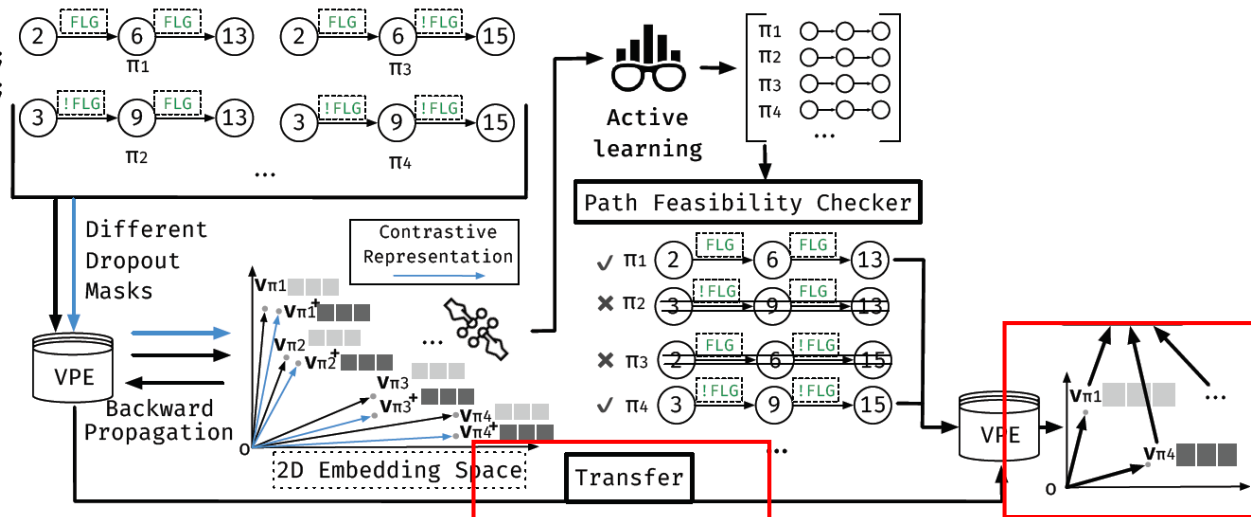 2 FLG 6 FLG 13
π1
2 FLG 6 !FLG 15
π3
3 !FLG 9 FLG 13
π2
3 !FLG 9 !FLG 15
π4
...
Different
Dropout
Masks
VPE
Backward
Propagation
Contrastive
Representation
vπ1
vπ1+
vπ2
vπ2+
...
vπ3
vπ3+
vπ4
vπ4+
0
2D Embedding Space
Active
learning
π1
π2
π3
π4
...
Path Feasibility Checker
✓ π1 2 FLG 6 FLG 13
✖ π2 3 !FLG 9 FLG 13
✖ π3 2 FLG 6 !FLG 15
✓ π4 3 !FLG 9 !FLG 15
...
Transfer
VPE
vπ1
...
vπ4
0